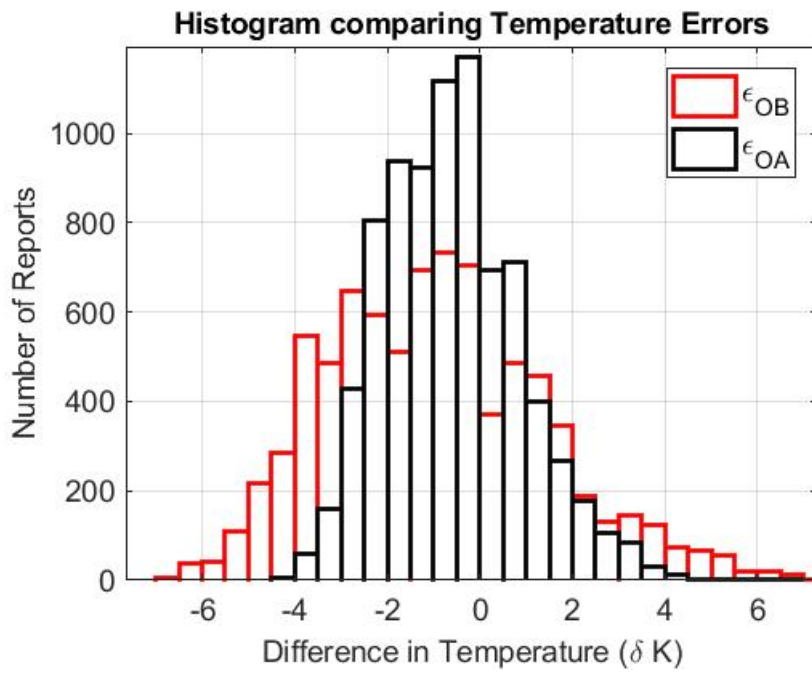 Histogram comparing Temperature Errors
ϵOB
ϵOA
1000
800
600
400
200
0
Number of Reports
-6 -4 -2 0 2 4 6
Difference in Temperature (δ K)